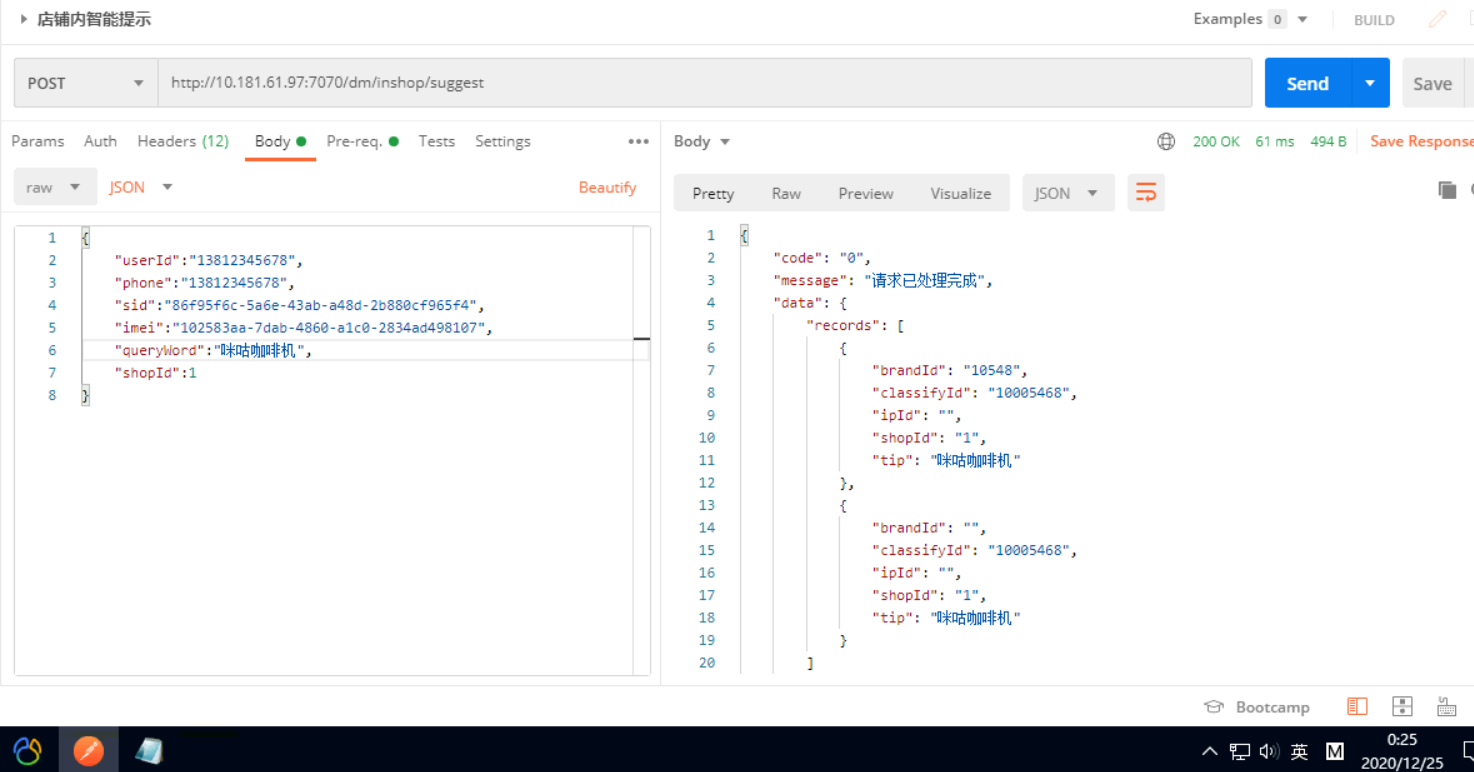 店铺内智能提示
Examples 0
BUILD
POST
http://10.181.61.97:7070/dm/inshop/suggest
Send
Save
Params Auth Headers (12) Body Pre-req. Tests Settings
raw JSON Beautify
1 {
2 "userId":"13812345678",
3 "phone":"13812345678",
4 "sid":"86f95f6c-5a6e-43ab-a48d-2b880cf965f4",
5 "imei":"102583aa-7dab-4860-a1c0-2834ad498107",
6 "queryWord":"咪咕咖啡机",
7 "shopId":1
8 }
Body 200 OK 61 ms 494 B Save Response
Pretty Raw Preview Visualize JSON
1 {
2 "code": "0",
3 "message": "请求已处理完成",
4 "data": {
5 "records": [
6 {
7 "brandId": "10548",
8 "classifyId": "10005468",
9 "ipId": "",
10 "shopId": "1",
11 "tip": "咪咕咖啡机"
12 },
13 {
14 "brandId": "",
15 "classifyId": "10005468",
16 "ipId": "",
17 "shopId": "1",
18 "tip": "咪咕咖啡机"
19 }
20 ]
Bootcamp
英 M
0:25
2020/12/25